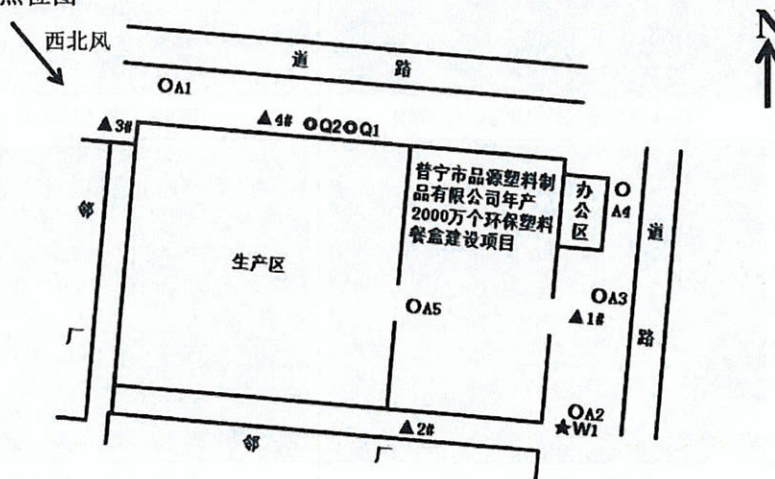 西北风
N
道 路
OA1
▲3#
▲4# OQ2OQ1
普宁市品源塑料制
品有限公司年产
2000万个环保塑料
餐盒建设项目
办公区
O
A4
邻
厂
道
路
生产区
OA5
OA3
▲1#
OA2
★W1
▲2#
邻 厂